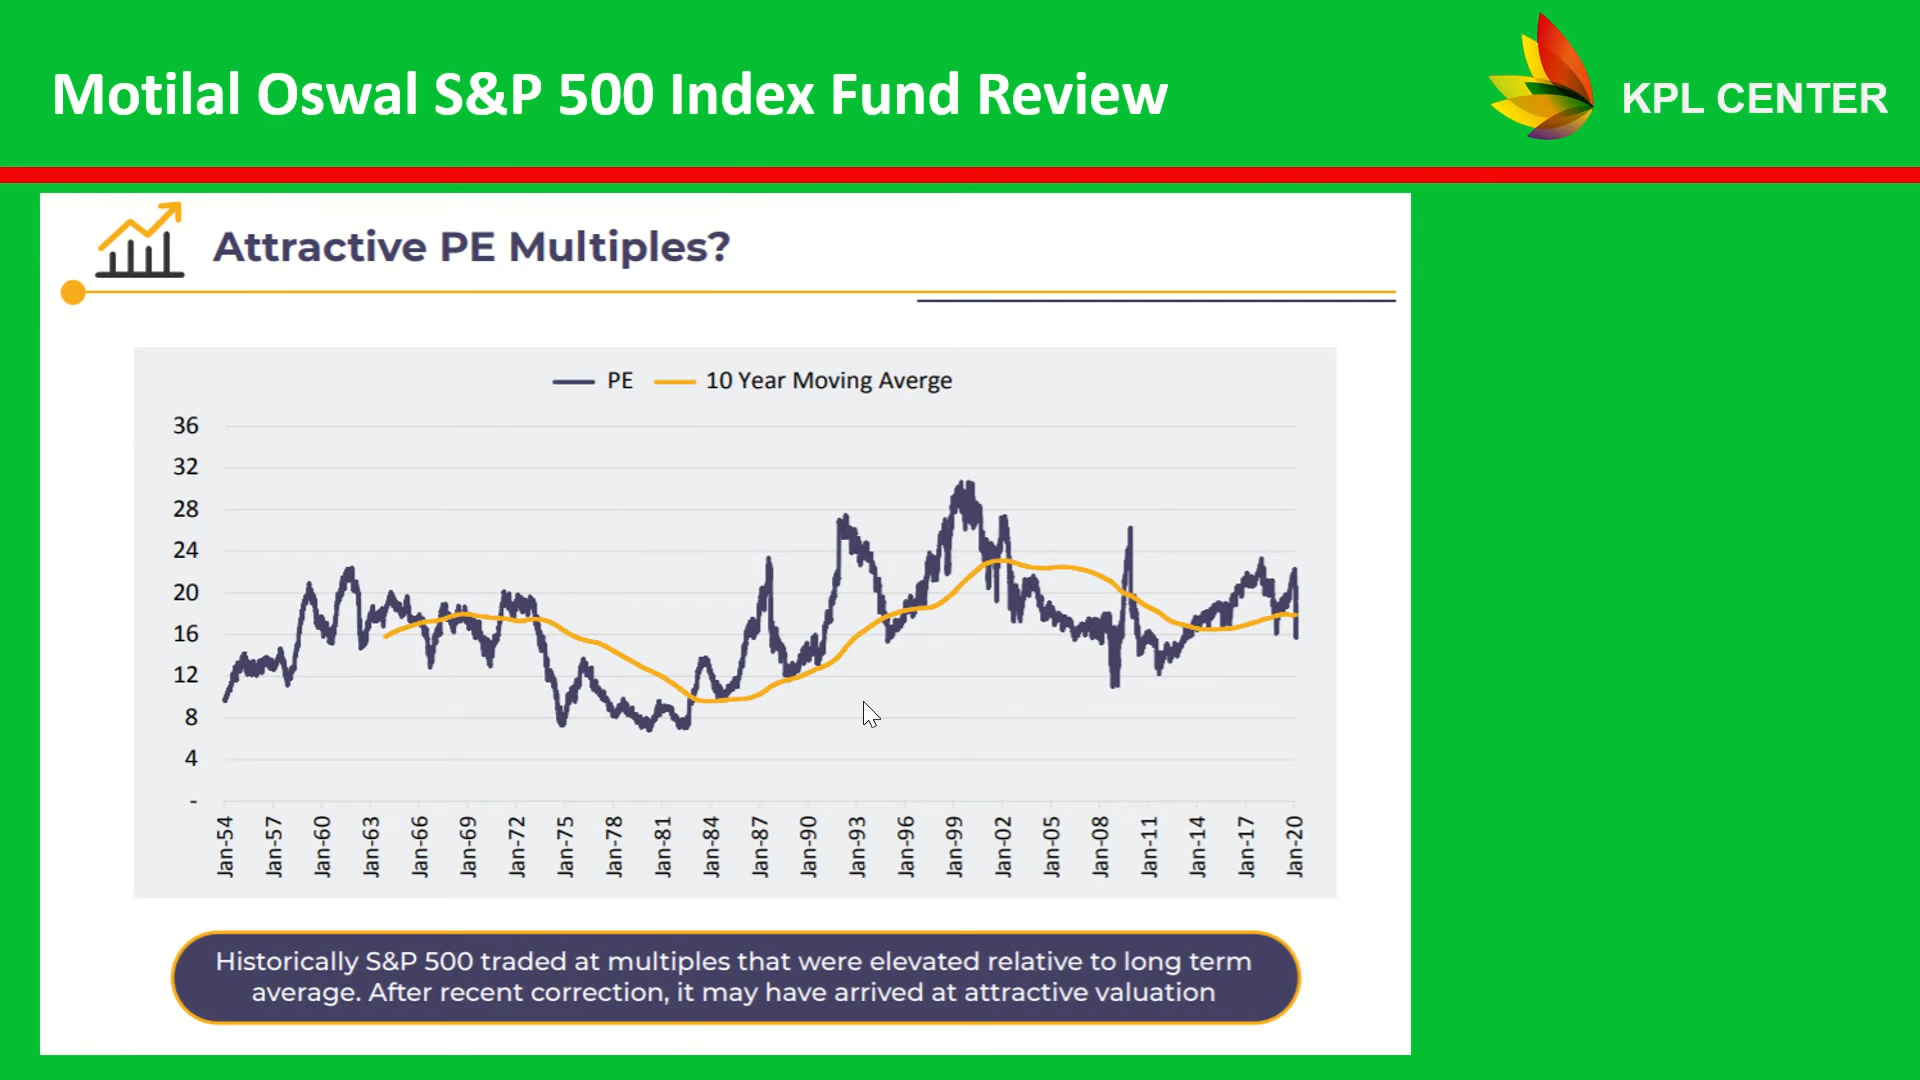 Motilal Oswal S&P 500 Index Fund Review
KPL CENTER
Attractive PE Multiples?
PE
10 Year Moving Averge
36
32
28
24
20
16
12
8
4
-
Jan-54
Jan-57
Jan-60
Jan-63
Jan-66
Jan-69
Jan-72
Jan-75
Jan-78
Jan-81
Jan-84
Jan-87
Jan-90
Jan-93
Jan-96
Jan-99
Jan-02
Jan-05
Jan-08
Jan-11
Jan-14
Jan-17
Jan-20
Historically S&P 500 traded at multiples that were elevated relative to long term
average. After recent correction, it may have arrived at attractive valuation